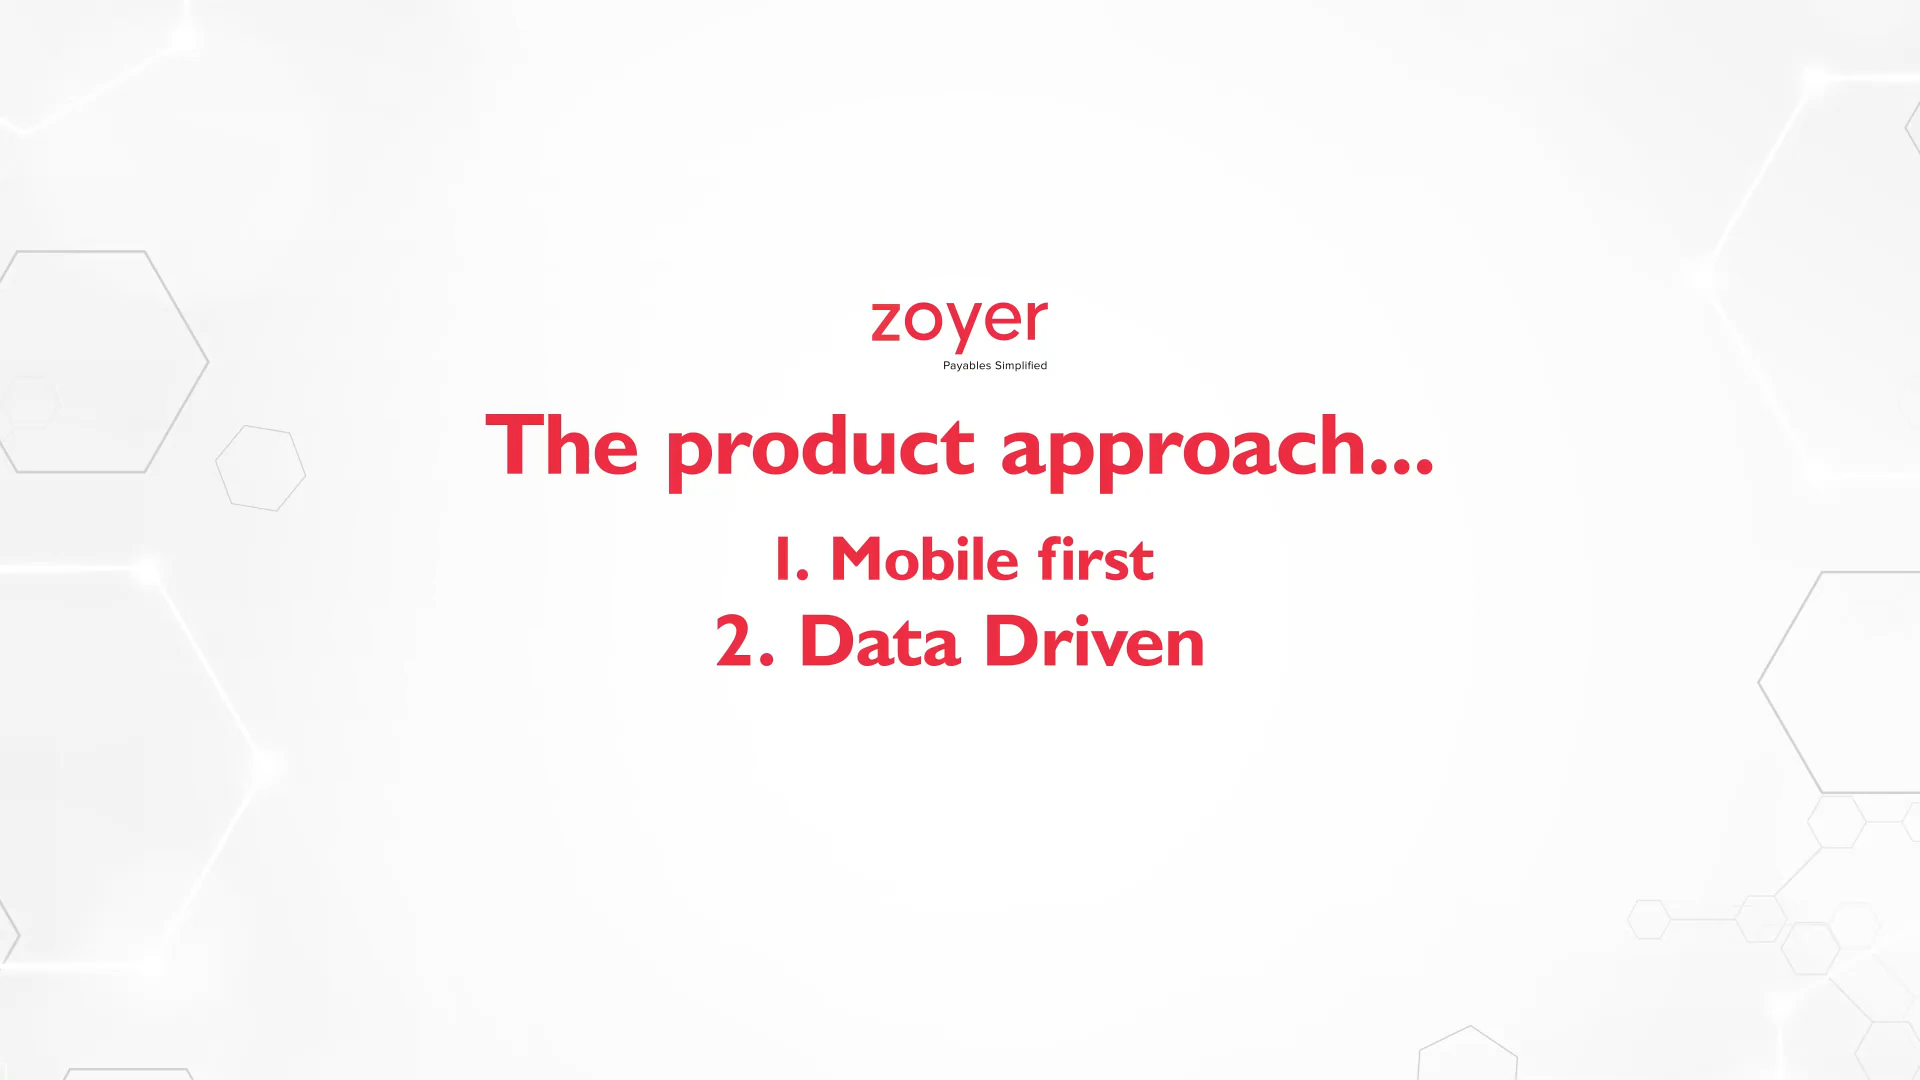 zoyer
Payables Simplified
The product approach...
1. Mobile first
2. Data Driven